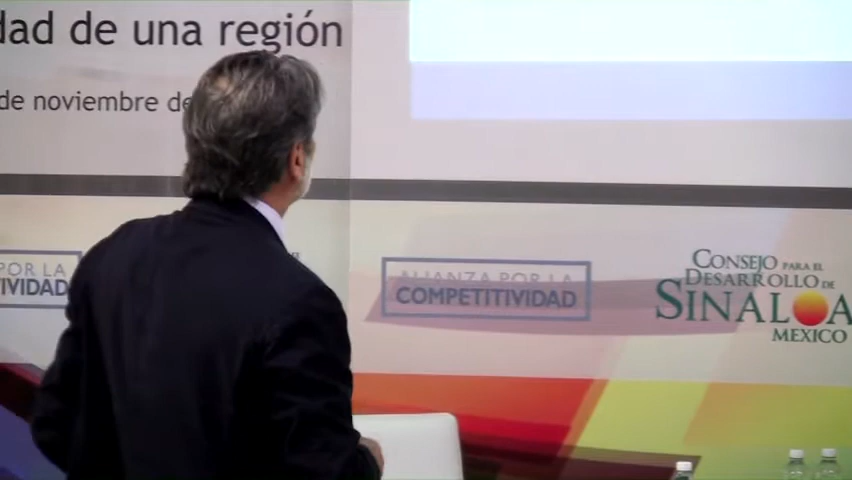 dad de una región
de noviembre de
POR LA
IVIDAD
ALIANZA POR LA
COMPETITIVIDAD
CONSEJO PARA EL
DESARROLLO DE
SINALOA
MEXICO